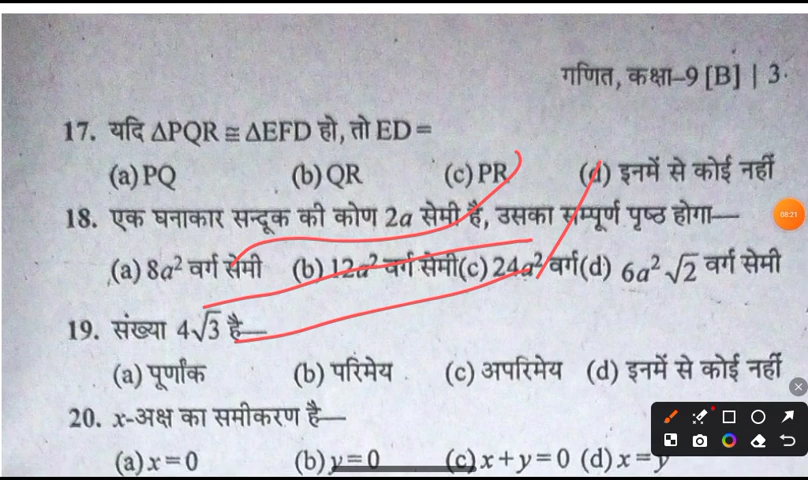 गणित, कक्षा–9 [B] | 3
17. यदि ΔPQR ≅ ΔEFD हो, तो ED =
(a) PQ (b) QR (c) PR (d) इनमें से कोई नहीं
18. एक घनाकार सन्दूक की कोण 2a सेमी है, उसका सम्पूर्ण पृष्ठ होगा—
(a) 8a² वर्ग सेमी (b) 12a² वर्ग सेमी (c) 24a² वर्ग (d) 6a²√2 वर्ग सेमी
19. संख्या 4√3 है—
(a) पूर्णांक (b) परिमेय (c) अपरिमेय (d) इनमें से कोई नहीं
20. x-अक्ष का समीकरण है—
(a) x = 0 (b) y = 0 (c) x + y = 0 (d) x = y
08:21